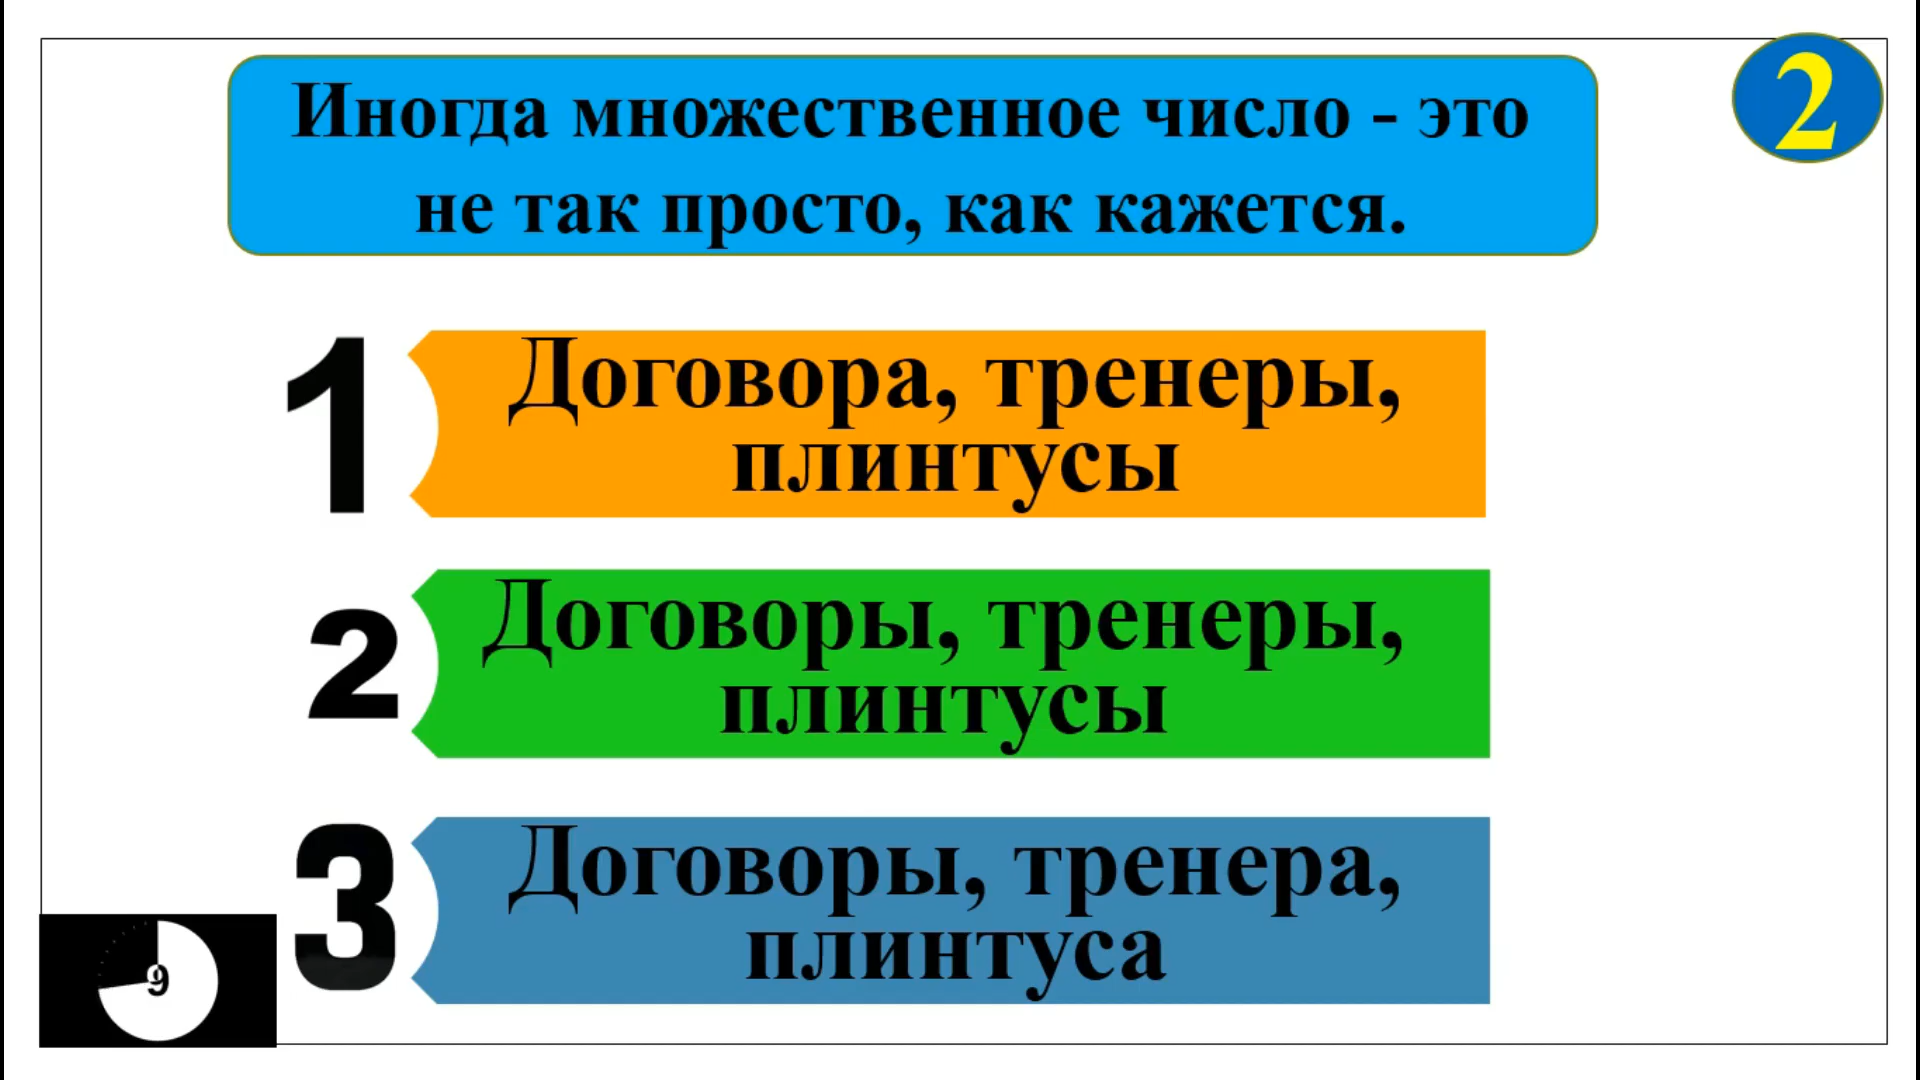 Иногда множественное число - это
не так просто, как кажется.
2
1
Договора, тренеры,
плинтусы
2
Договоры, тренеры,
плинтусы
3
Договоры, тренера,
плинтуса
9